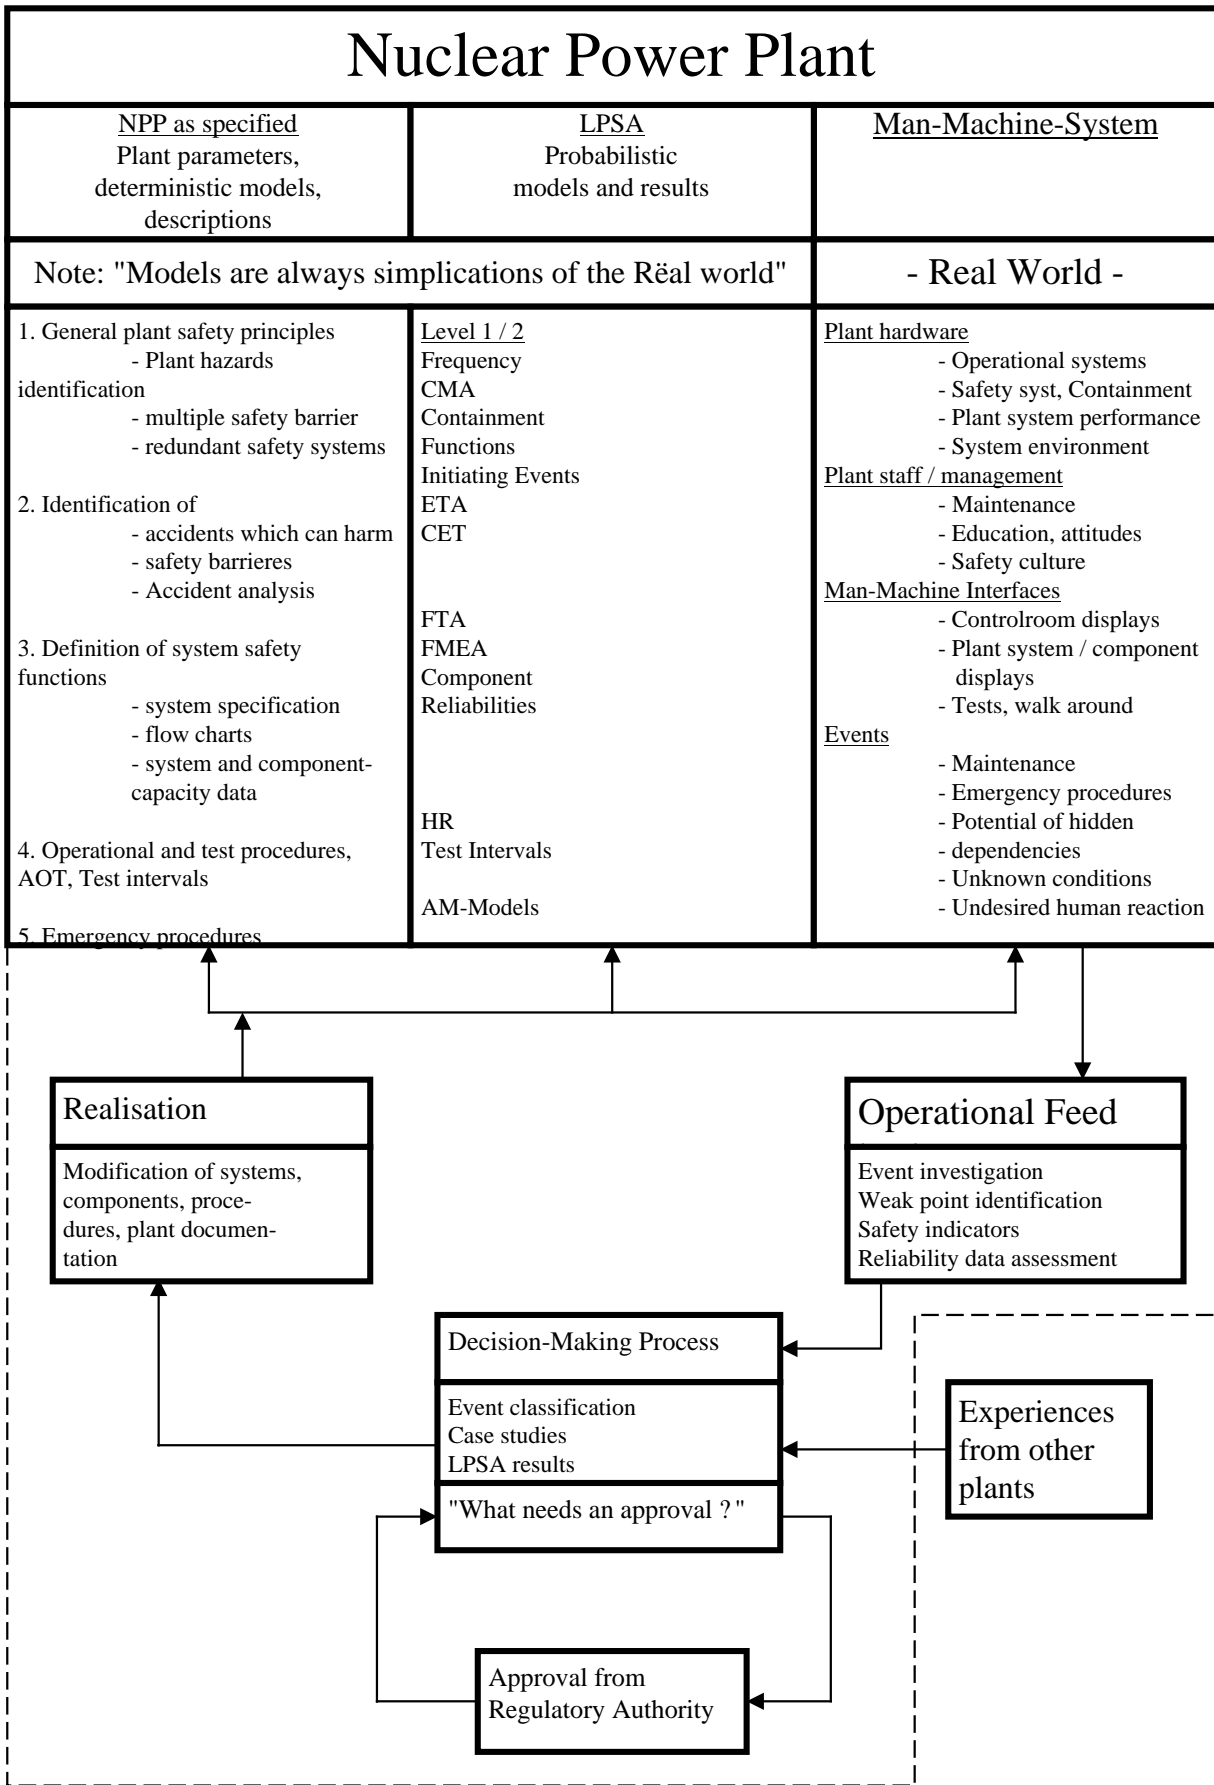 Nuclear Power Plant
NPP as specified
Plant parameters,
deterministic models,
descriptions
LPSA
Probabilistic
models and results
Man-Machine-System
Note: "Models are always simplications of the Rëal world"
- Real World -
1. General plant safety principles
- Plant hazards
identification
- multiple safety barrier
- redundant safety systems
2. Identification of
- accidents which can harm
- safety barrieres
- Accident analysis
3. Definition of system safety
functions
- system specification
- flow charts
- system and component-
capacity data
4. Operational and test procedures,
AOT, Test intervals
5. Emergency procedures
Level 1 / 2
Frequency
CMA
Containment
Functions
Initiating Events
ETA
CET
FTA
FMEA
Component
Reliabilities
HR
Test Intervals
AM-Models
Plant hardware
- Operational systems
- Safety syst, Containment
- Plant system performance
- System environment
Plant staff / management
- Maintenance
- Education, attitudes
- Safety culture
Man-Machine Interfaces
- Controlroom displays
- Plant system / component
displays
- Tests, walk around
Events
- Maintenance
- Emergency procedures
- Potential of hidden
- dependencies
- Unknown conditions
- Undesired human reaction
Realisation
Modification of systems,
components, proce-
dures, plant documen-
tation
Operational Feed
Event investigation
Weak point identification
Safety indicators
Reliability data assessment
Decision-Making Process
Event classification
Case studies
LPSA results
"What needs an approval ? "
Experiences
from other
plants
Approval from
Regulatory Authority